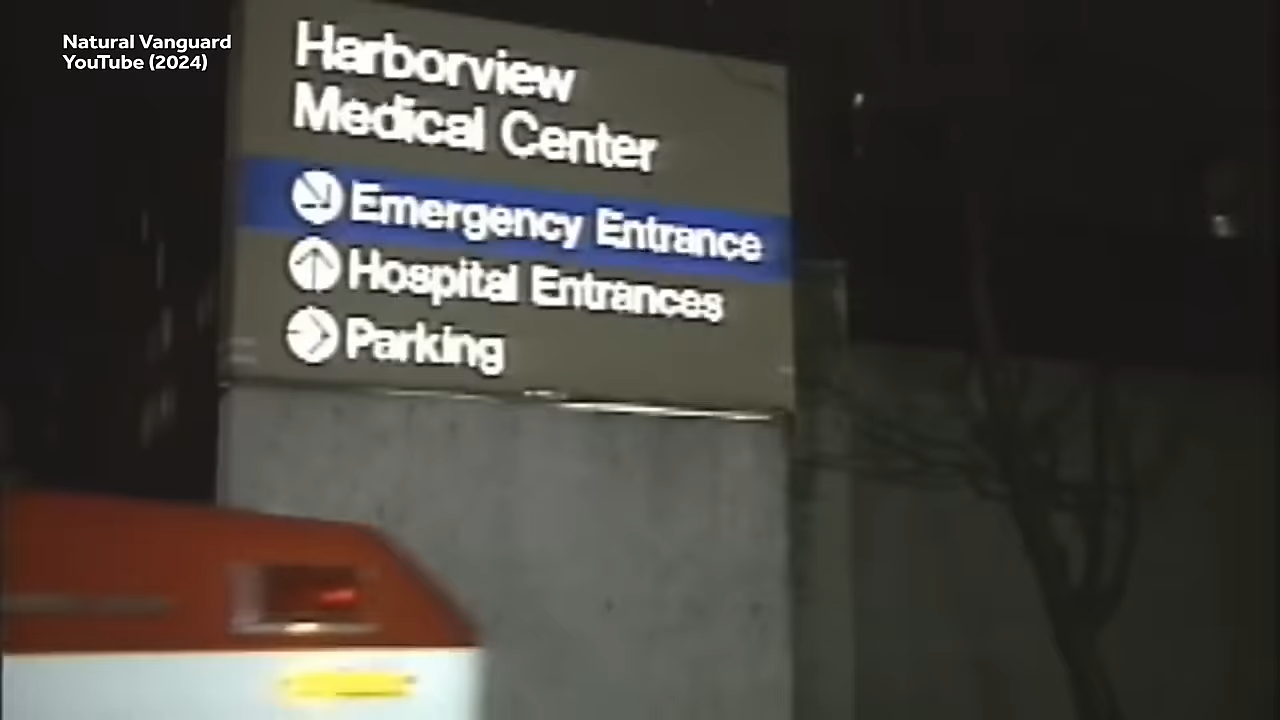 Natural Vanguard
YouTube (2024)
Harborview
Medical Center
Emergency Entrance
Hospital Entrances
Parking